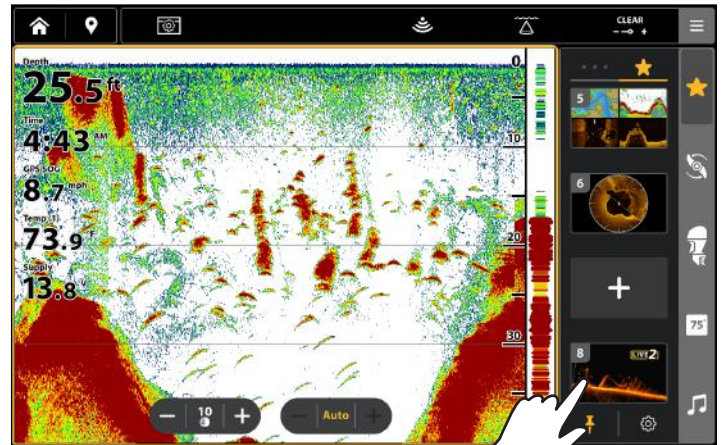 CLEAR
Depth
25.5 ft
Time
4:43 AM
GPS SOG
8.7 mph
Temp (1)
73.9°
Supply
13.8
0
10
20
30
10
Auto
5
6
8
LIVE 2
75°